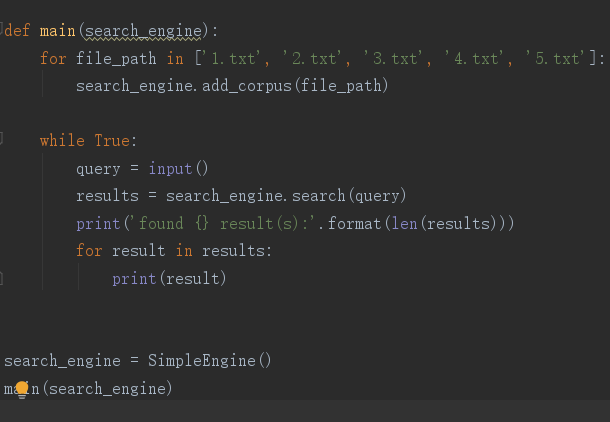 def main(search_engine):
    for file_path in ['1.txt', '2.txt', '3.txt', '4.txt', '5.txt']:
        search_engine.add_corpus(file_path)

    while True:
        query = input()
        results = search_engine.search(query)
        print('found {} result(s):'.format(len(results)))
        for result in results:
            print(result)


search_engine = SimpleEngine()
main(search_engine)